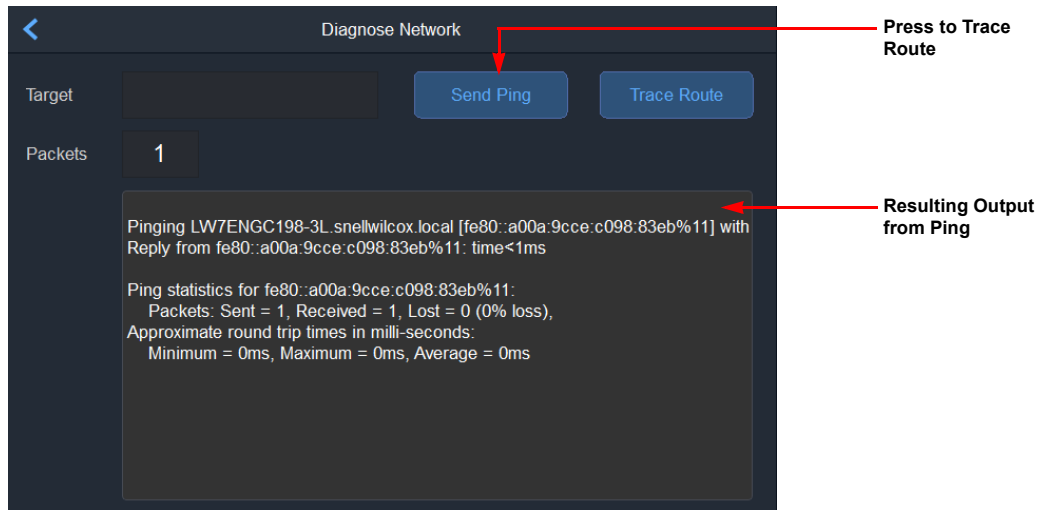 Diagnose Network
Press to Trace
Route
Target
Send Ping
Trace Route
Packets
1
Pinging LW7ENGC198-3L.snellwilcox.local [fe80::a00a:9cce:c098:83eb%11] with
Reply from fe80::a00a:9cce:c098:83eb%11: time<1ms
Ping statistics for fe80::a00a:9cce:c098:83eb%11:
Packets: Sent = 1, Received = 1, Lost = 0 (0% loss),
Approximate round trip times in milli-seconds:
Minimum = 0ms, Maximum = 0ms, Average = 0ms
Resulting Output
from Ping